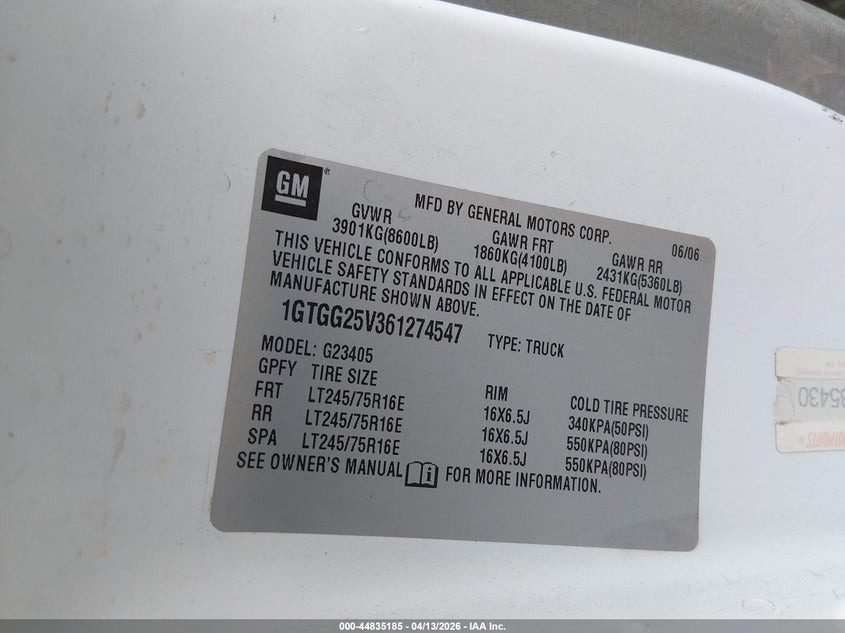 GM
MFD BY GENERAL MOTORS CORP. 06/06
GVWR GAWR FRT GAWR RR
3901KG(8600LB) 1860KG(4100LB) 2431KG(5360LB)
THIS VEHICLE CONFORMS TO ALL APPLICABLE U.S. FEDERAL MOTOR
VEHICLE SAFETY STANDARDS IN EFFECT ON THE DATE OF
MANUFACTURE SHOWN ABOVE.
1GTGG25V361274547 TYPE: TRUCK
MODEL: G23405
GPFY TIRE SIZE RIM COLD TIRE PRESSURE
FRT LT245/75R16E 16X6.5J 340KPA(50PSI)
RR LT245/75R16E 16X6.5J 550KPA(80PSI)
SPA LT245/75R16E 16X6.5J 550KPA(80PSI)
SEE OWNER'S MANUAL FOR MORE INFORMATION.
000-44835185 - 04/13/2026 - IAA Inc.